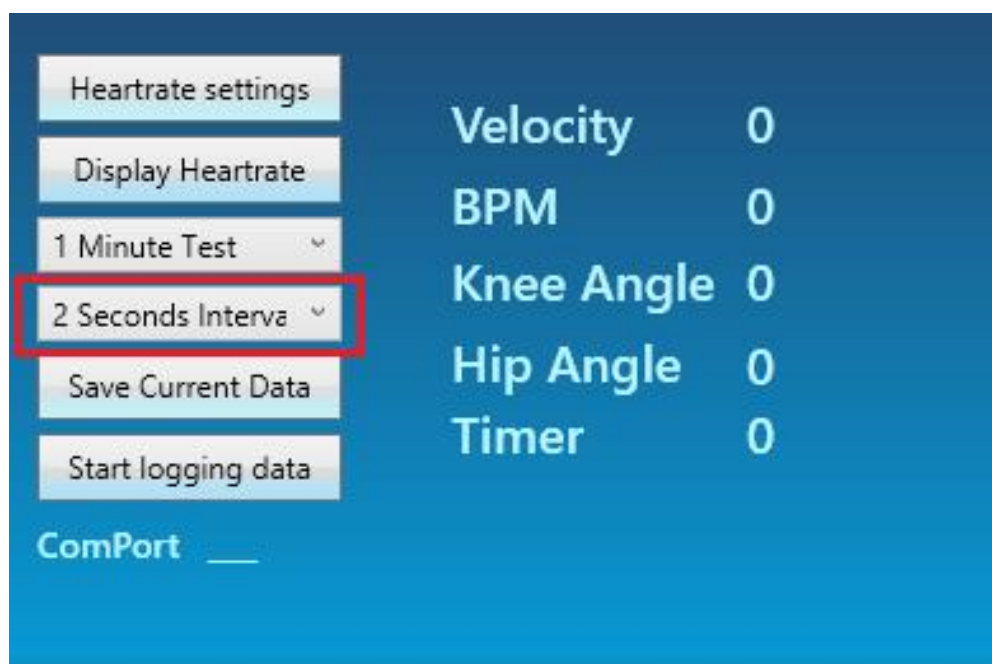 Heartrate settings
Display Heartrate
1 Minute Test
2 Seconds Interva
Save Current Data
Start logging data
ComPort ___
Velocity 0
BPM 0
Knee Angle 0
Hip Angle 0
Timer 0